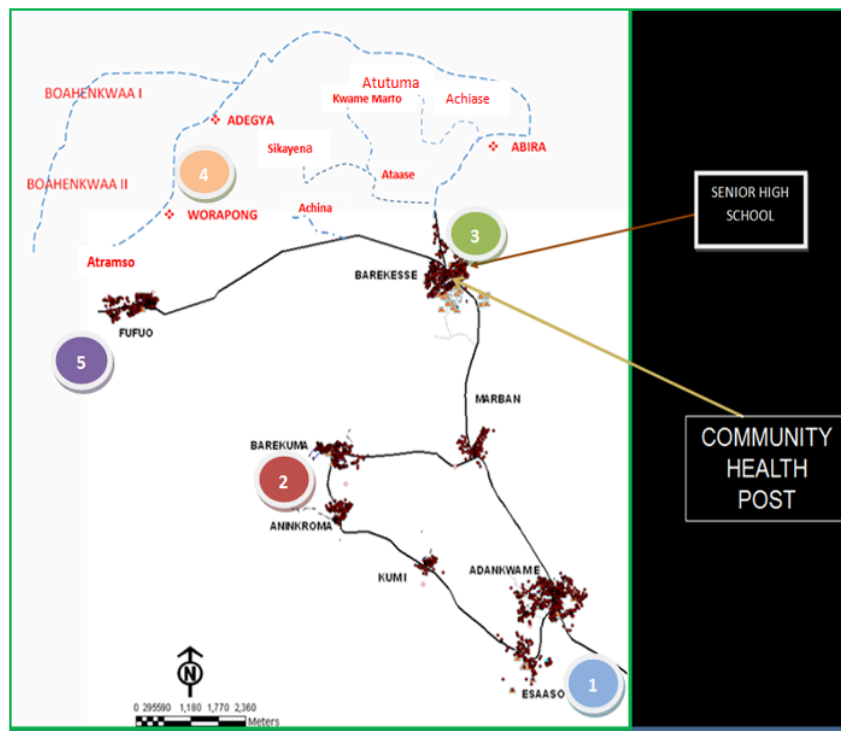 Atutuma
BOAHENKWAA I
Kwame Marfo
Achiase
ADEGYA
Sikayena
ABIRA
Ataase
4
BOAHENKWAA II
SENIOR HIGH
SCHOOL
WORAPONG
Achina
3
Atramso
BAREKESSE
FUFUO
5
MARBAN
COMMUNITY
HEALTH
POST
BAREKUMA
2
ANINKROMA
KUMI
ADANKWAME
N
1
ESAASO
0 295590 1,180 1,770 2,360
Meters